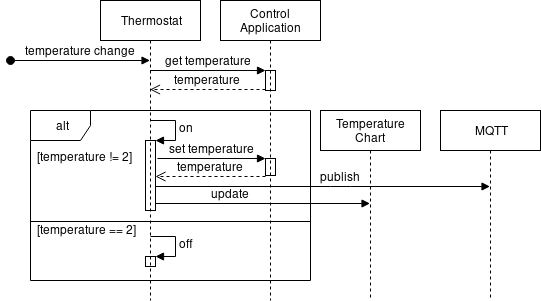 Thermostat
Control
Application
temperature change
get temperature
temperature
alt
on
Temperature
Chart
MQTT
[temperature != 2]
set temperature
temperature
publish
update
[temperature == 2]
off